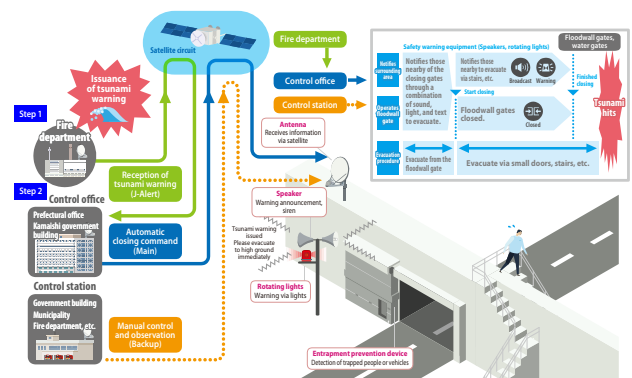 Satellite circuit
Issuance
of tsunami
warning
Step 1
Fire
department
Reception of
tsunami warning
(J-Alert)
Step 2
Control office
Prefectural office
Kamaishi government
building
Automatic
closing command
(Main)
Control station
Government building
Municipality
Fire department, etc.
Manual control
and observation
(Backup)
Fire department
Control office
Control station
Antenna
Receives information
via satellite
Speaker
Warning announcement,
siren
Tsunami warning
issued
Please evacuate
to high ground
immediately
Rotating lights
Warning via lights
Entrapment prevention device
Detection of trapped people or vehicles
Safety warning equipment (Speakers, rotating lights)
Floodwall gates,
water gates
Notifies
surrounding
area
Notifies those
nearby of the
closing gates
through a
combination
of sound,
light, and text
to evacuate.
Notifies those
nearby to evacuate
via stairs, etc.
Broadcast
Warning
Start closing
Finished
closing
Operates
floodwall
gate
Floodwall gates
closed.
Closed
Tsunami
hits
Evacuation
procedure
Evacuate from the
floodwall gate
Evacuate via small doors, stairs, etc.